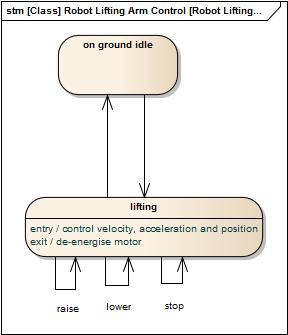 stm [Class] Robot Lifting Arm Control [Robot Lifting...
on ground idle
lifting
entry / control velocity, acceleration and position
exit / de-energise motor
raise
lower
stop